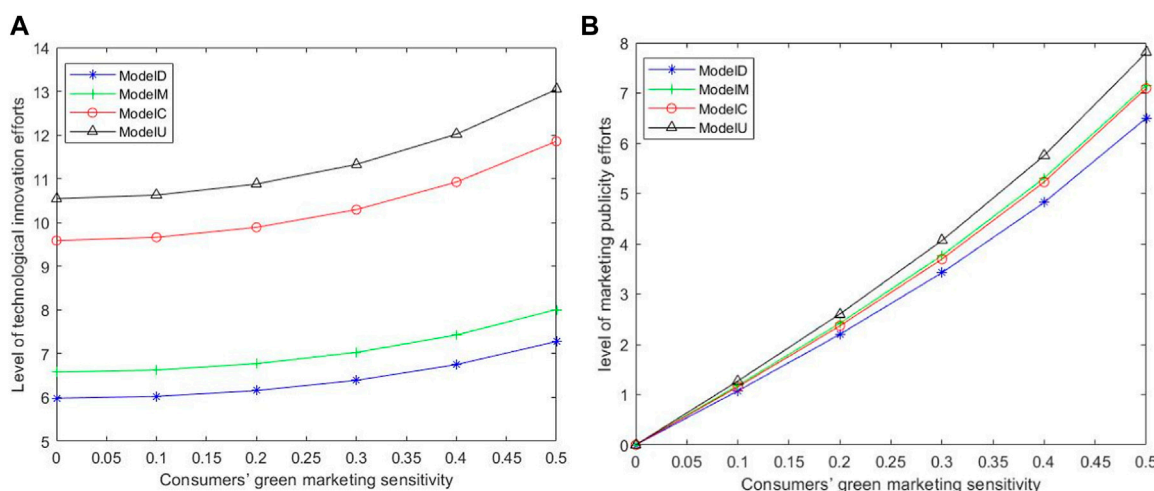 A
Level of technological innovation efforts
14
13
12
11
10
9
8
7
6
5
ModelD
ModelM
ModelC
ModelU
0 0.05 0.1 0.15 0.2 0.25 0.3 0.35 0.4 0.45 0.5
Consumers' green marketing sensitivity
B
level of marketing publicity efforts
8
7
6
5
4
3
2
1
0
ModelD
ModelM
ModelC
ModelU
0 0.05 0.1 0.15 0.2 0.25 0.3 0.35 0.4 0.45 0.5
Consumers' green marketing sensitivity